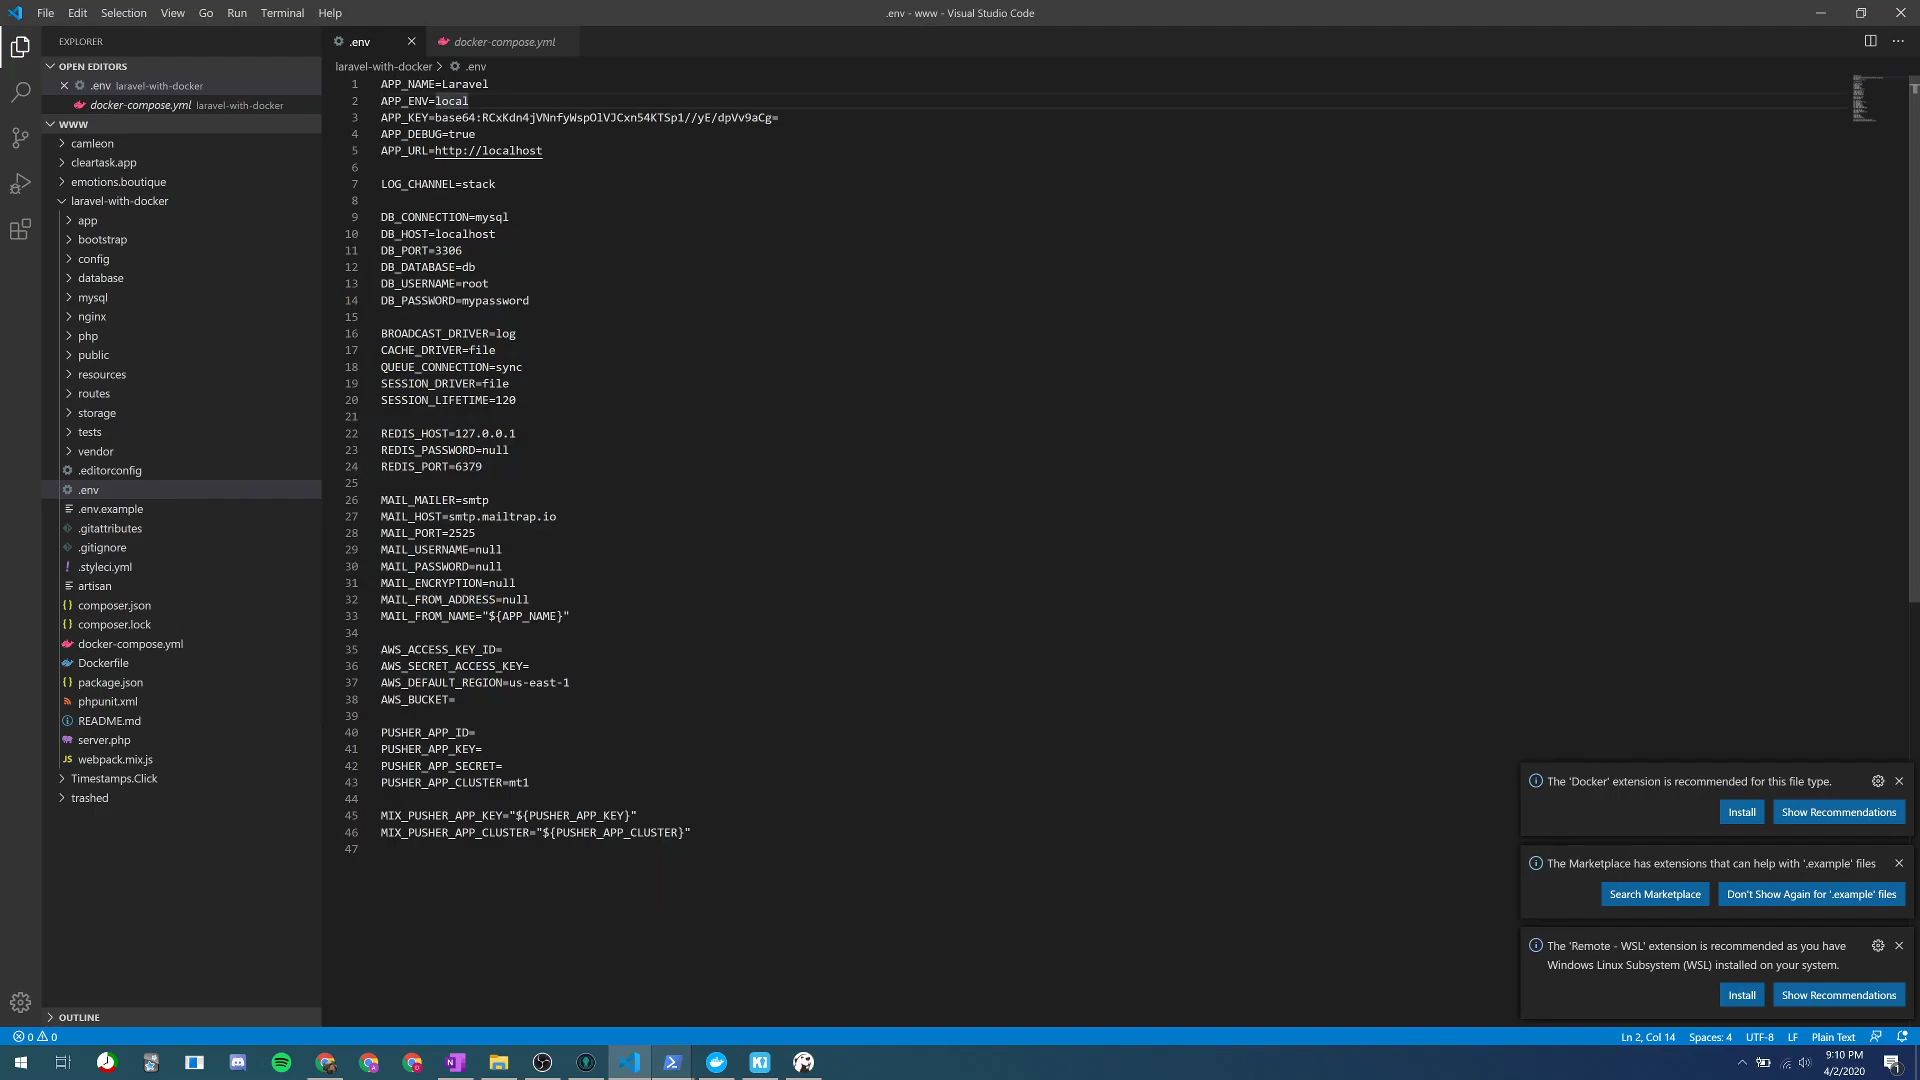 File Edit Selection View Go Run Terminal Help
.env - www - Visual Studio Code
EXPLORER
OPEN EDITORS
.env laravel-with-docker
docker-compose.yml laravel-with-docker
WWW
camleon
cleartask.app
emotions.boutique
laravel-with-docker
app
bootstrap
config
database
mysql
nginx
php
public
resources
routes
storage
tests
vendor
.editorconfig
.env
.env.example
.gitattributes
.gitignore
.styleci.yml
artisan
composer.json
composer.lock
docker-compose.yml
Dockerfile
package.json
phpunit.xml
README.md
server.php
webpack.mix.js
Timestamps.Click
trashed
OUTLINE
.env
docker-compose.yml
laravel-with-docker > .env
1 APP_NAME=Laravel
2 APP_ENV=local
3 APP_KEY=base64:RCxKdn4jVNnfyWspOlVJCxn54KTSp1//yE/dpVv9aCg=
4 APP_DEBUG=true
5 APP_URL=http://localhost
6
7 LOG_CHANNEL=stack
8
9 DB_CONNECTION=mysql
10 DB_HOST=localhost
11 DB_PORT=3306
12 DB_DATABASE=db
13 DB_USERNAME=root
14 DB_PASSWORD=mypassword
15
16 BROADCAST_DRIVER=log
17 CACHE_DRIVER=file
18 QUEUE_CONNECTION=sync
19 SESSION_DRIVER=file
20 SESSION_LIFETIME=120
21
22 REDIS_HOST=127.0.0.1
23 REDIS_PASSWORD=null
24 REDIS_PORT=6379
25
26 MAIL_MAILER=smtp
27 MAIL_HOST=smtp.mailtrap.io
28 MAIL_PORT=2525
29 MAIL_USERNAME=null
30 MAIL_PASSWORD=null
31 MAIL_ENCRYPTION=null
32 MAIL_FROM_ADDRESS=null
33 MAIL_FROM_NAME="${APP_NAME}"
34
35 AWS_ACCESS_KEY_ID=
36 AWS_SECRET_ACCESS_KEY=
37 AWS_DEFAULT_REGION=us-east-1
38 AWS_BUCKET=
39
40 PUSHER_APP_ID=
41 PUSHER_APP_KEY=
42 PUSHER_APP_SECRET=
43 PUSHER_APP_CLUSTER=mt1
44
45 MIX_PUSHER_APP_KEY="${PUSHER_APP_KEY}"
46 MIX_PUSHER_APP_CLUSTER="${PUSHER_APP_CLUSTER}"
47
The 'Docker' extension is recommended for this file type.
Install Show Recommendations
The Marketplace has extensions that can help with '.example' files
Search Marketplace Don't Show Again for '.example' files
The 'Remote - WSL' extension is recommended as you have
Windows Linux Subsystem (WSL) installed on your system.
Install Show Recommendations
0 0
Ln 2, Col 14 Spaces: 4 UTF-8 LF Plain Text
9:10 PM
4/2/2020